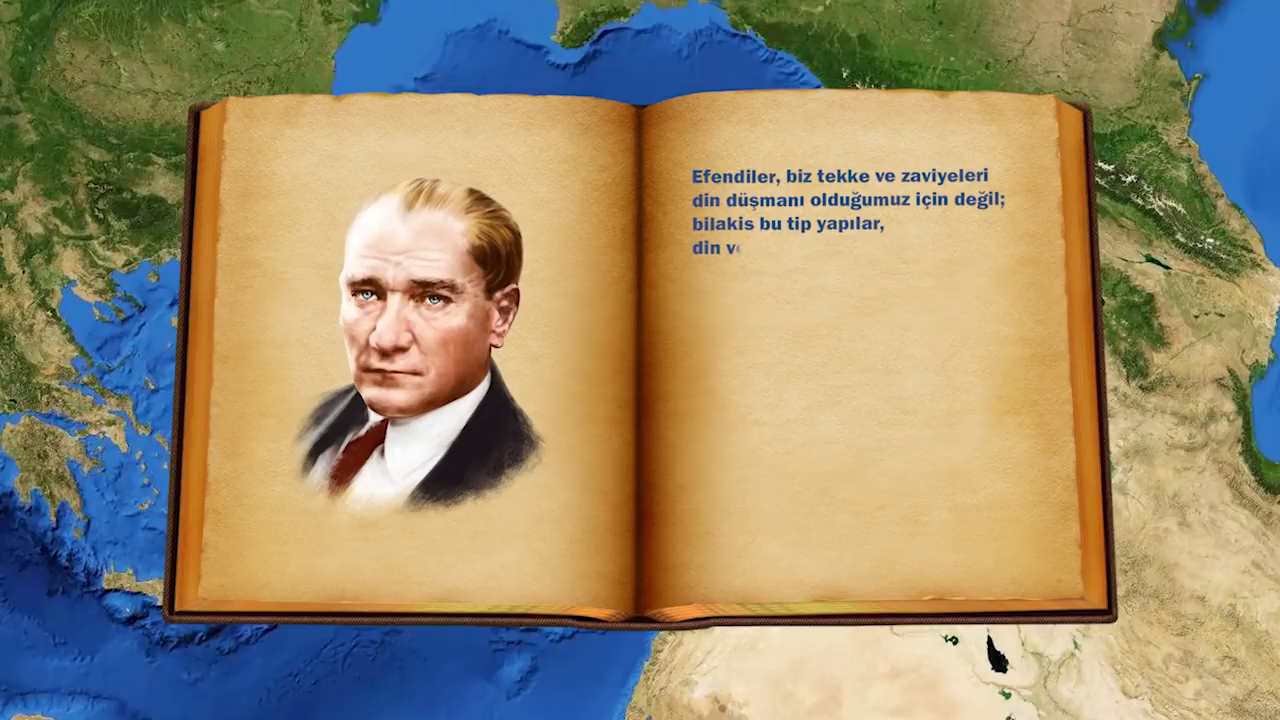 Efendiler, biz tekke ve zaviyeleri
din düşmanı olduğumuz için değil;
bilakis bu tip yapılar,
din v